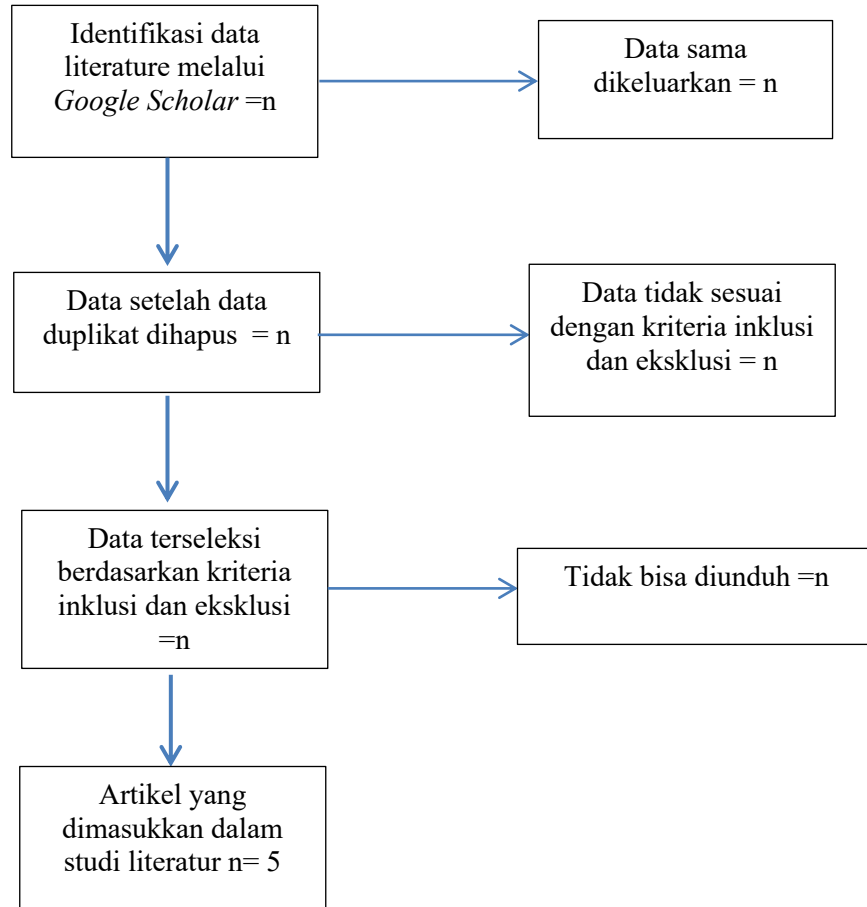 Identifikasi data
literature melalui
Google Scholar =n
Data sama
dikeluarkan = n
Data setelah data
duplikat dihapus = n
Data tidak sesuai
dengan kriteria inklusi
dan eksklusi = n
Data terseleksi
berdasarkan kriteria
inklusi dan eksklusi
=n
Tidak bisa diunduh =n
Artikel yang
dimasukkan dalam
studi literatur n= 5